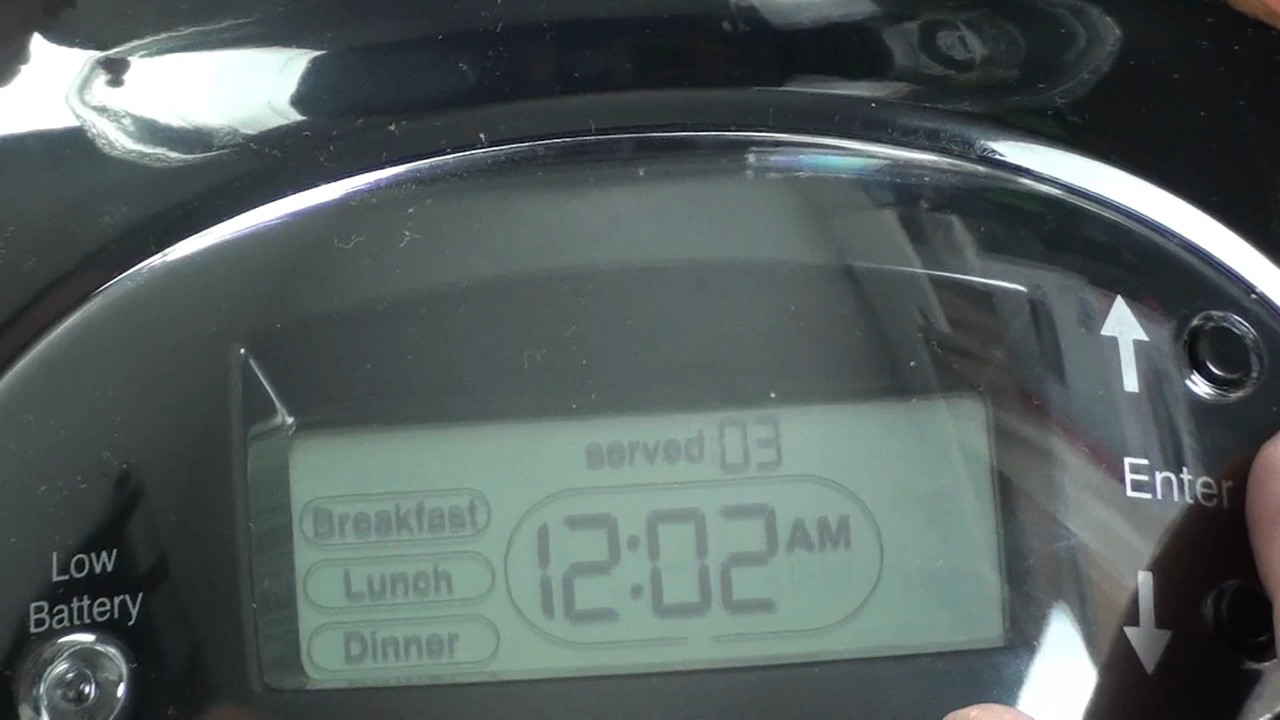 served 03
Breakfast
12:02 AM
Lunch
Dinner
Low
Battery
Enter